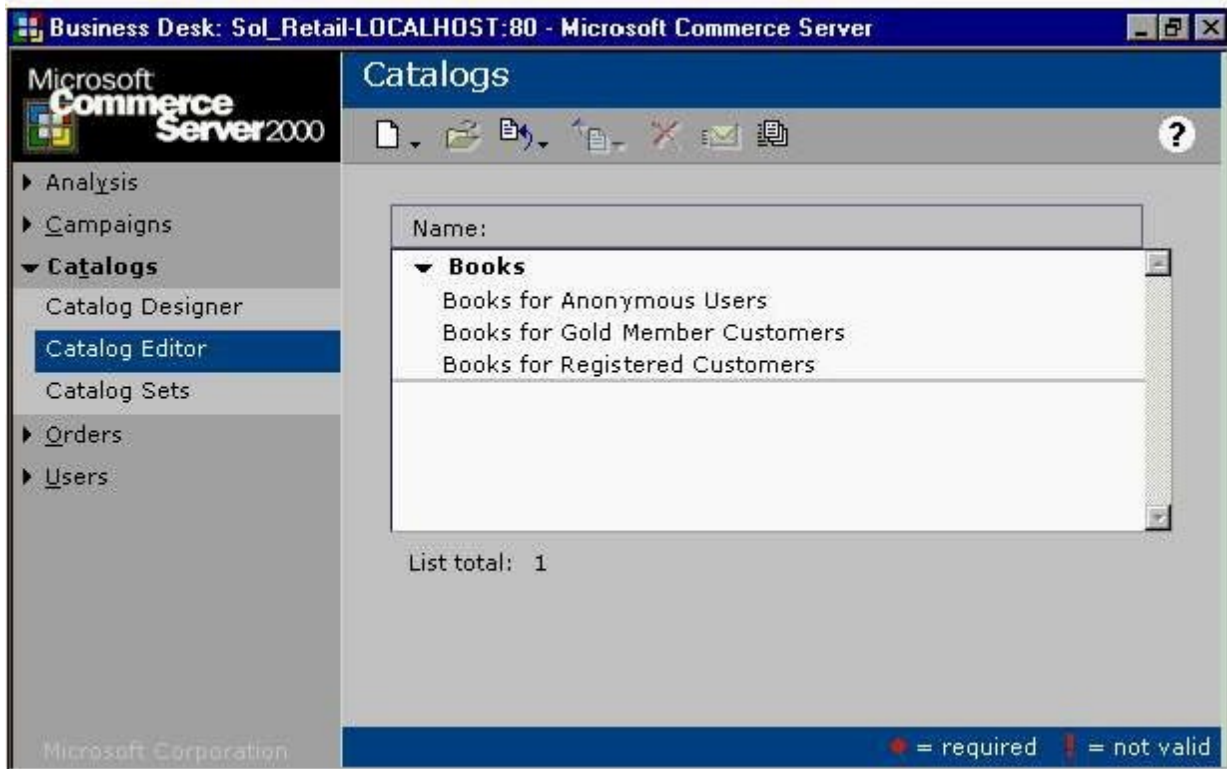 Business Desk: Sol_Retail-LOCALHOST:80 - Microsoft Commerce Server
Microsoft
Commerce
Server2000
Catalogs
?
Analysis
Campaigns
Catalogs
Catalog Designer
Catalog Editor
Catalog Sets
Orders
Users
Name:
Books
Books for Anonymous Users
Books for Gold Member Customers
Books for Registered Customers
List total: 1
Microsoft Corporation
= required ! = not valid